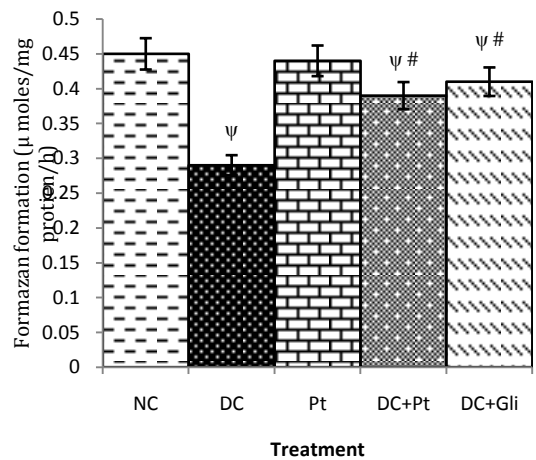 Formazan formation (μ moles/mg
protien/h)
0.5
0.45
0.4
0.35
0.3
0.25
0.2
0.15
0.1
0.05
0
ψ
ψ #
ψ #
NC DC Pt DC+Pt DC+Gli
Treatment